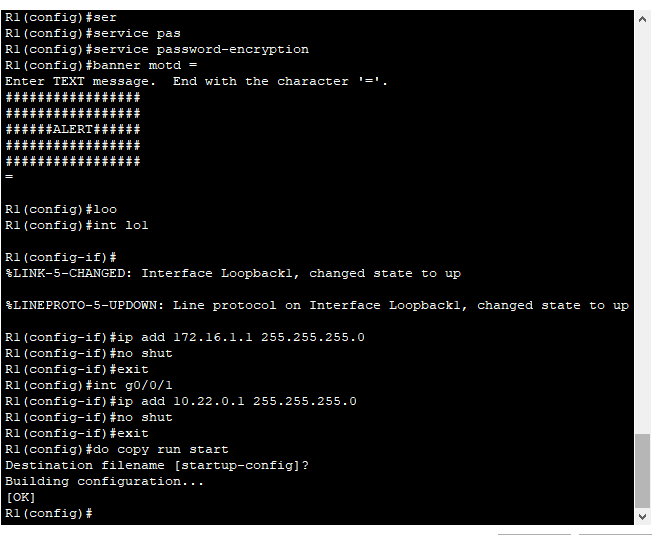 R1(config)#ser
R1(config)#service pas
R1(config)#service password-encryption
R1(config)#banner motd =
Enter TEXT message.  End with the character '='.
#################
#################
######ALERT######
#################
#################
=
R1(config)#loo
R1(config)#int lo1
R1(config-if)#
%LINK-5-CHANGED: Interface Loopback1, changed state to up
%LINEPROTO-5-UPDOWN: Line protocol on Interface Loopback1, changed state to up
R1(config-if)#ip add 172.16.1.1 255.255.255.0
R1(config-if)#no shut
R1(config-if)#exit
R1(config)#int g0/0/1
R1(config-if)#ip add 10.22.0.1 255.255.255.0
R1(config-if)#no shut
R1(config-if)#exit
R1(config)#do copy run start
Destination filename [startup-config]?
Building configuration...
[OK]
R1(config)#